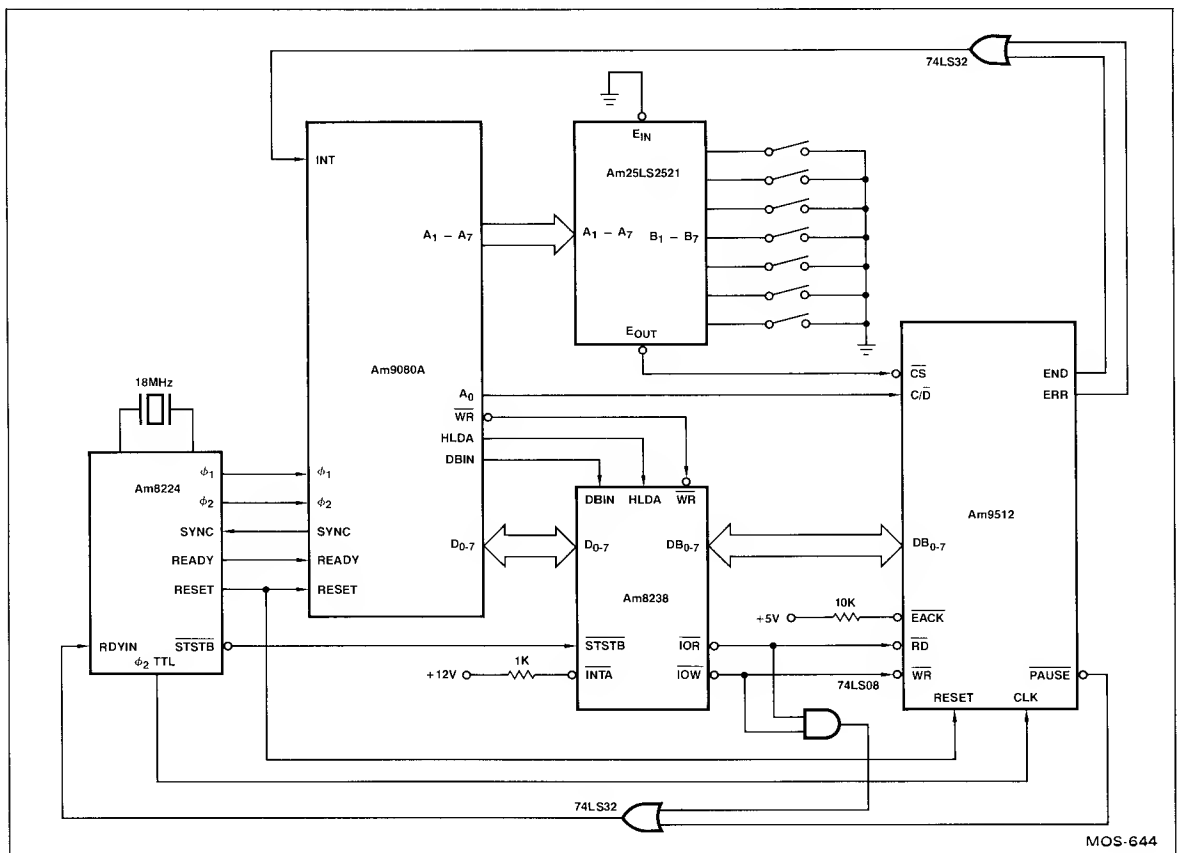 74LS32
INT
A1 – A7
Am9080A
A0
WR
HLDA
DBIN
D0-7
φ1
φ2
SYNC
READY
RESET
EIN
Am25LS2521
A1 – A7
B1 – B7
EOUT
18MHz
Am8224
φ1
φ2
SYNC
READY
RESET
RDYIN
STSTB
φ2 TTL
DBIN
HLDA
WR
D0-7
DB0-7
Am8238
STSTB
IOR
INTA
IOW
+12V
1K
CS
C/D
END
ERR
Am9512
DB0-7
+5V
10K
EACK
RD
WR
PAUSE
RESET
CLK
74LS08
74LS32
MOS-644